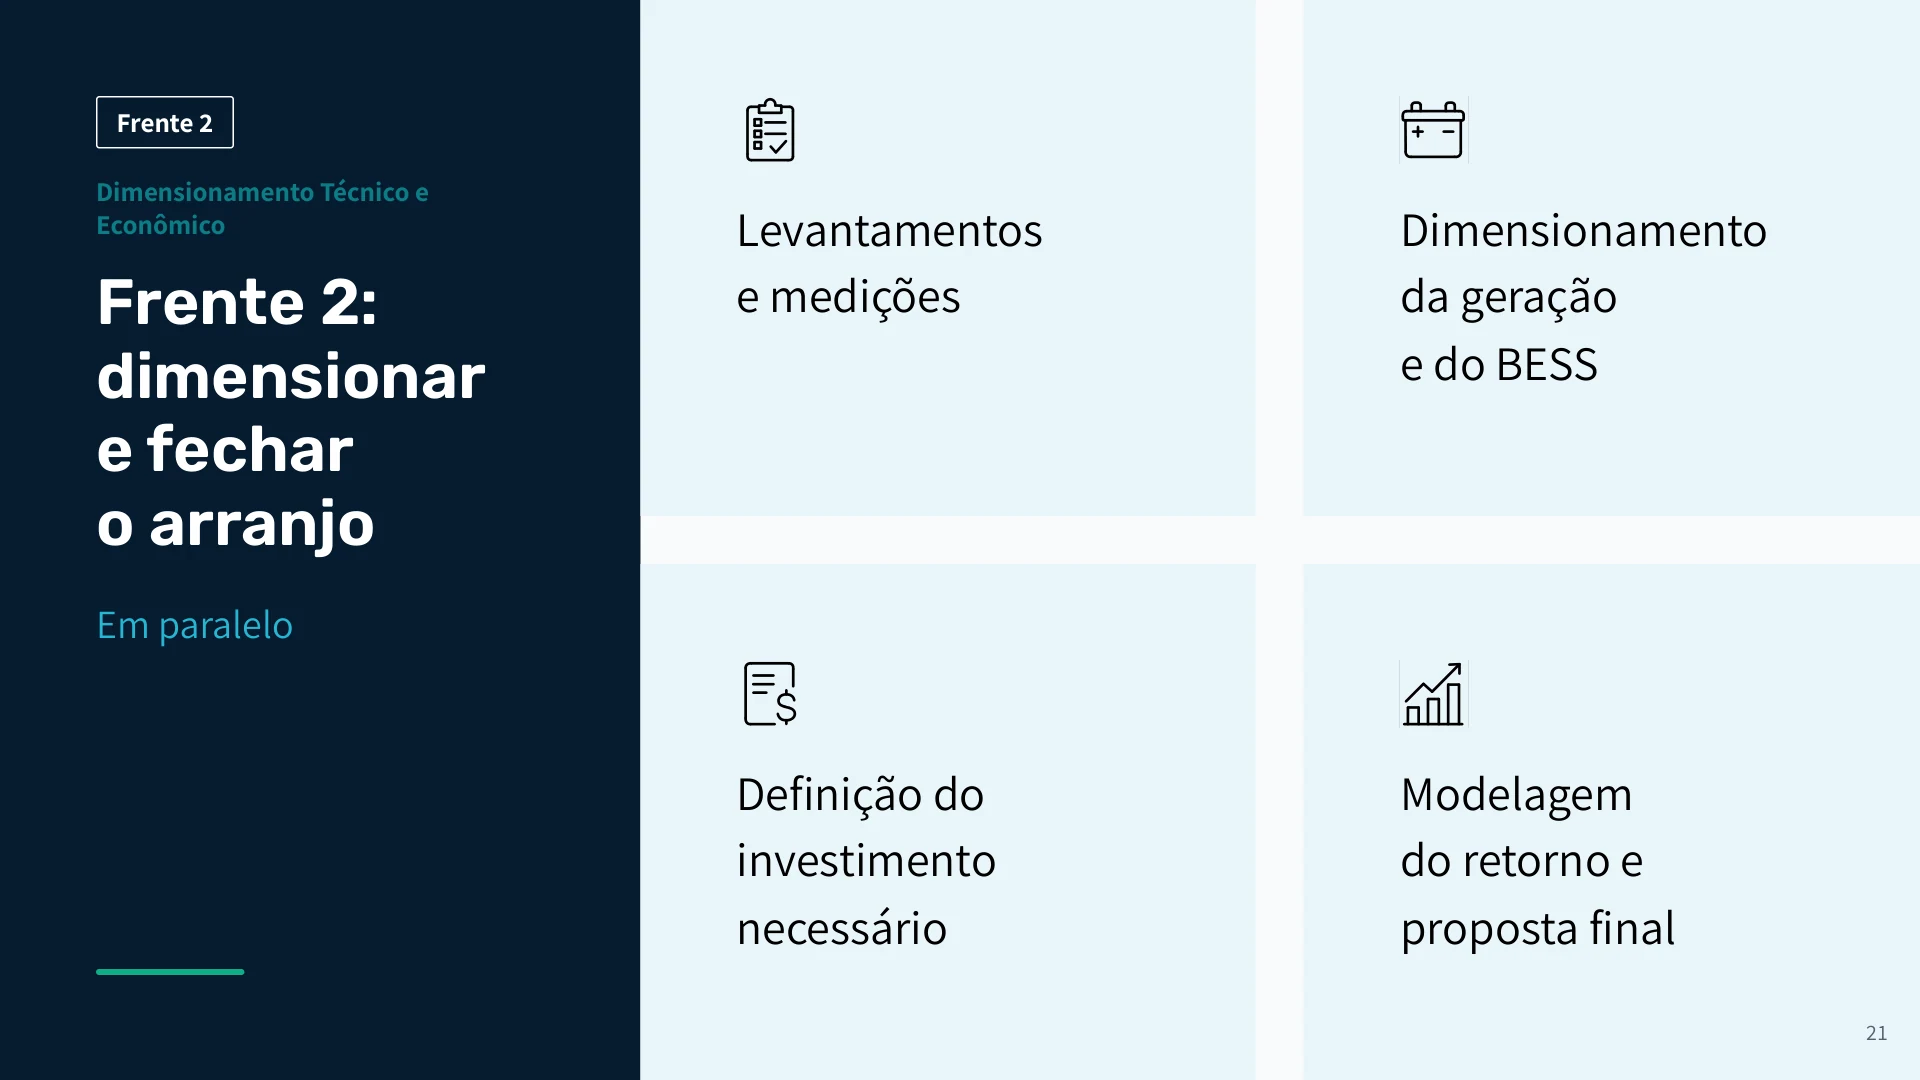 Frente 2
Dimensionamento Técnico e
Econômico
Frente 2:
dimensionar
e fechar
o arranjo
Em paralelo
Levantamentos
e medições
Dimensionamento
da geração
e do BESS
Definição do
investimento
necessário
Modelagem
do retorno e
proposta final
21